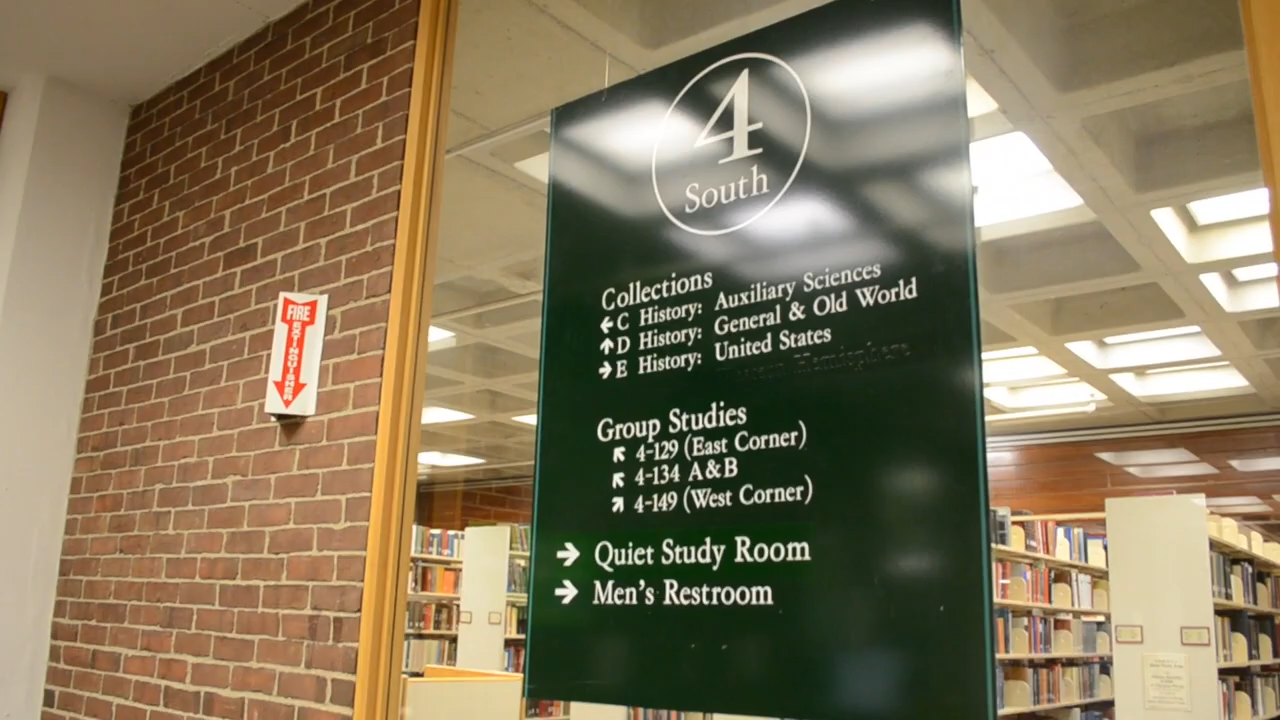 4
South
Collections
← C History: Auxiliary Sciences
↑ D History: General & Old World
→ E History: United States
Hemisphere
Group Studies
↖ 4-129 (East Corner)
↖ 4-134 A&B
↗ 4-149 (West Corner)
→ Quiet Study Room
→ Men's Restroom
FIRE
EXTINGUISHER